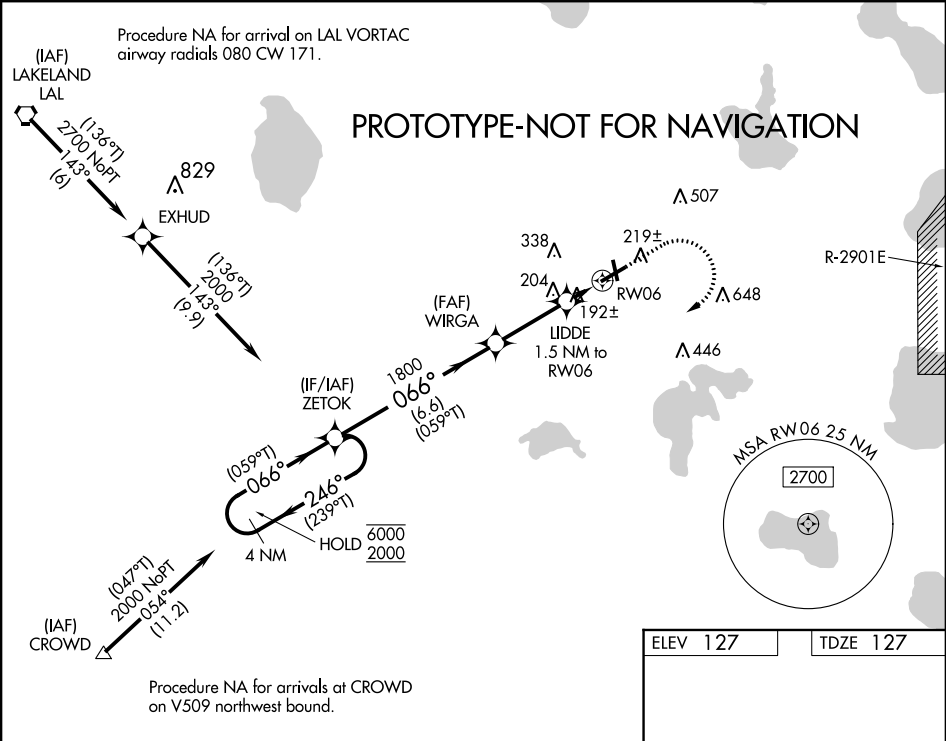 Procedure NA for arrival on LAL VORTAC
airway radials 080 CW 171.
(IAF)
LAKELAND
LAL
PROTOTYPE-NOT FOR NAVIGATION
(136°T)
2700 NoPT
143°
(6)
829
EXHUD
507
(136°T)
2000
143°
(9.9)
338
219±
R-2901E
204
RW06
648
192±
(FAF)
WIRGA
LIDDE
1.5 NM to
RW06
446
1800
066°
(6.6)
(059°T)
(IF/IAF)
ZETOK
(059°T)
066°
246°
(239°T)
MSA RW06 25 NM
2700
HOLD
6000
2000
4 NM
(047°T)
2000 NoPT
054°
(11.2)
(IAF)
CROWD
ELEV 127
TDZE 127
Procedure NA for arrivals at CROWD
on V509 northwest bound.